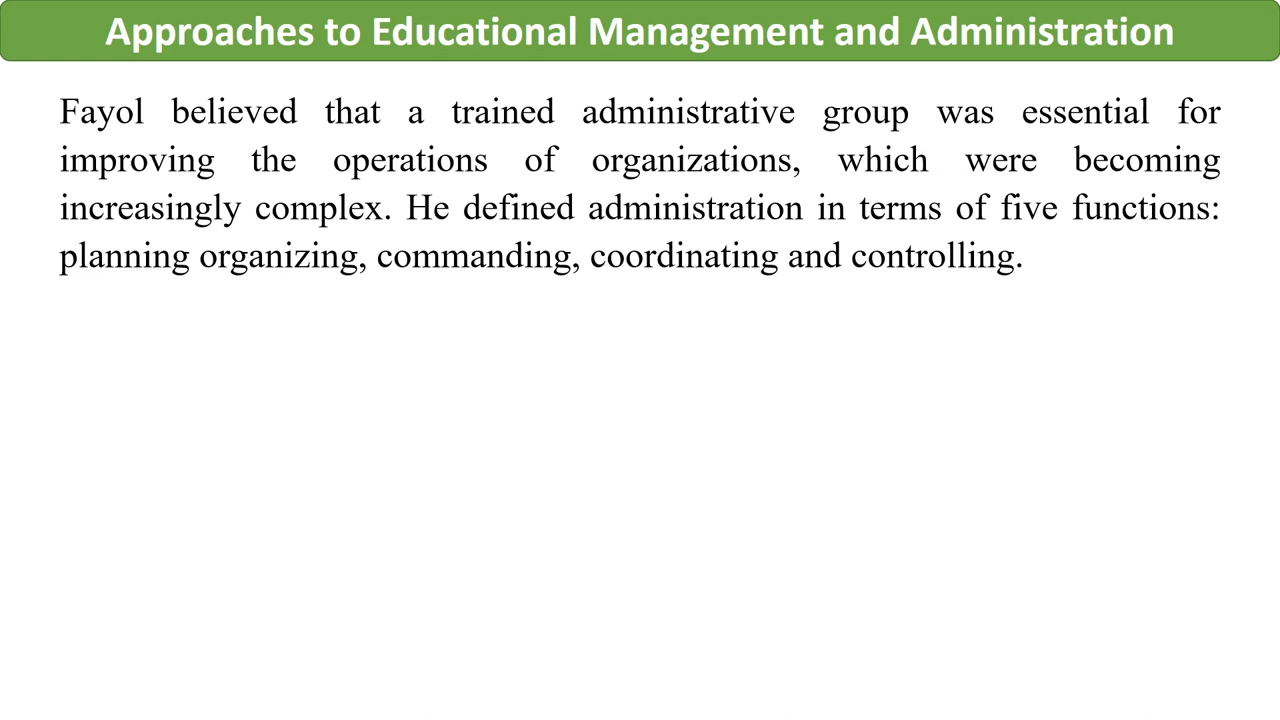 Approaches to Educational Management and Administration
Fayol believed that a trained administrative group was essential for
improving the operations of organizations, which were becoming
increasingly complex. He defined administration in terms of five functions:
planning organizing, commanding, coordinating and controlling.